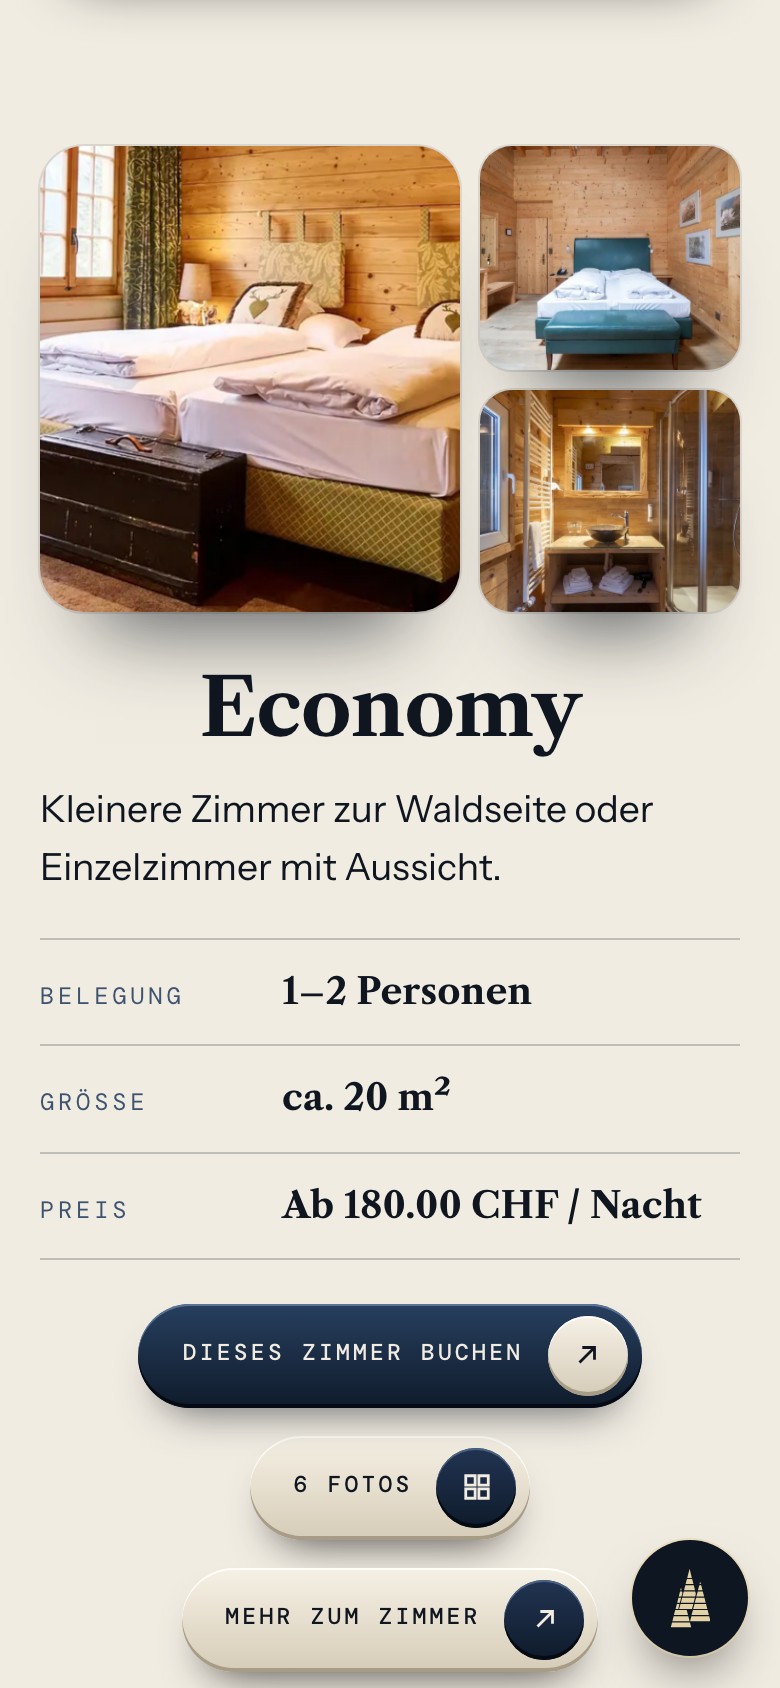 Economy
Kleinere Zimmer zur Waldseite oder
Einzelzimmer mit Aussicht.
BELEGUNG 1–2 Personen
GRÖSSE ca. 20 m²
PREIS Ab 180.00 CHF / Nacht
DIESES ZIMMER BUCHEN
6 FOTOS
MEHR ZUM ZIMMER